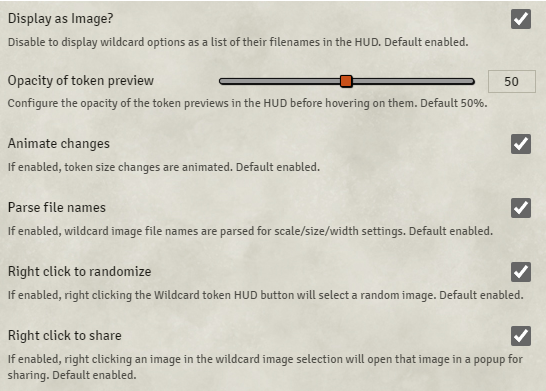 Display as Image?
Disable to display wildcard options as a list of their filenames in the HUD. Default enabled.
Opacity of token preview
50
Configure the opacity of the token previews in the HUD before hovering on them. Default 50%.
Animate changes
If enabled, token size changes are animated. Default enabled.
Parse file names
If enabled, wildcard image file names are parsed for scale/size/width settings. Default enabled.
Right click to randomize
If enabled, right clicking the Wildcard token HUD button will select a random image. Default enabled.
Right click to share
If enabled, right clicking an image in the wildcard image selection will open that image in a popup for
sharing. Default enabled.